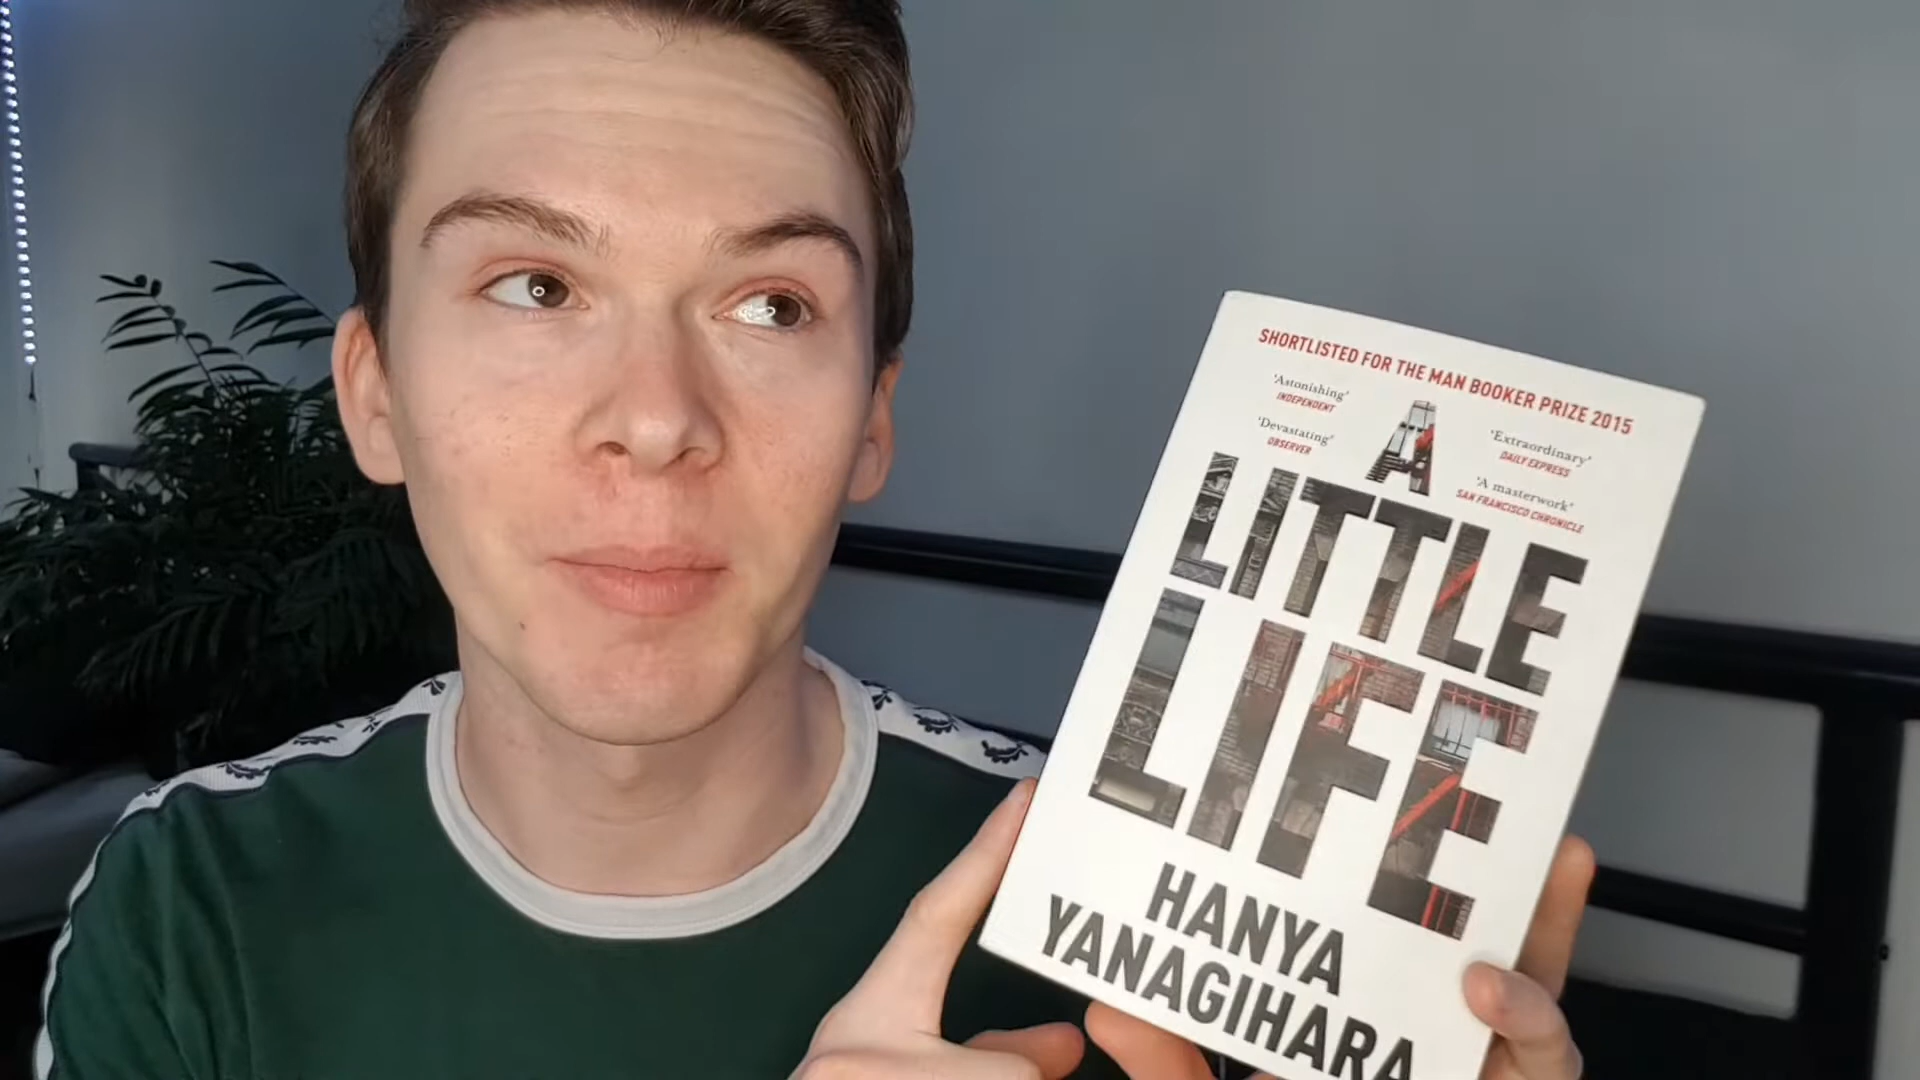 SHORTLISTED FOR THE MAN BOOKER PRIZE 2015
'Astonishing'
INDEPENDENT
'Devastating'
OBSERVER
'Extraordinary'
DAILY EXPRESS
'A masterwork'
SAN FRANCISCO CHRONICLE
A
LITTLE
LIFE
HANYA
YANAGIHARA